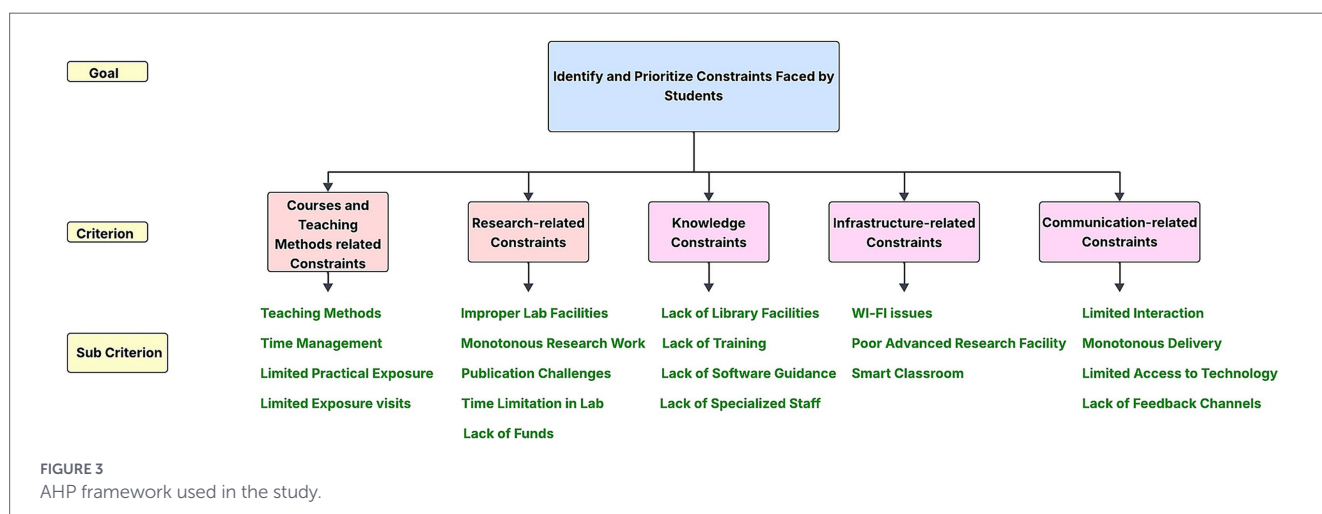 Goal
Identify and Prioritize Constraints Faced by
Students
Criterion
Courses and
Teaching
Methods related
Constraints
Research-related
Constraints
Knowledge
Constraints
Infrastructure-related
Constraints
Communication-related
Constraints
Sub Criterion
Teaching Methods
Time Management
Limited Practical Exposure
Limited Exposure visits
Improper Lab Facilities
Monotonous Research Work
Publication Challenges
Time Limitation in Lab
Lack of Funds
Lack of Library Facilities
Lack of Training
Lack of Software Guidance
Lack of Specialized Staff
WI-FI issues
Poor Advanced Research Facility
Smart Classroom
Limited Interaction
Monotonous Delivery
Limited Access to Technology
Lack of Feedback Channels
FIGURE 3
AHP framework used in the study.